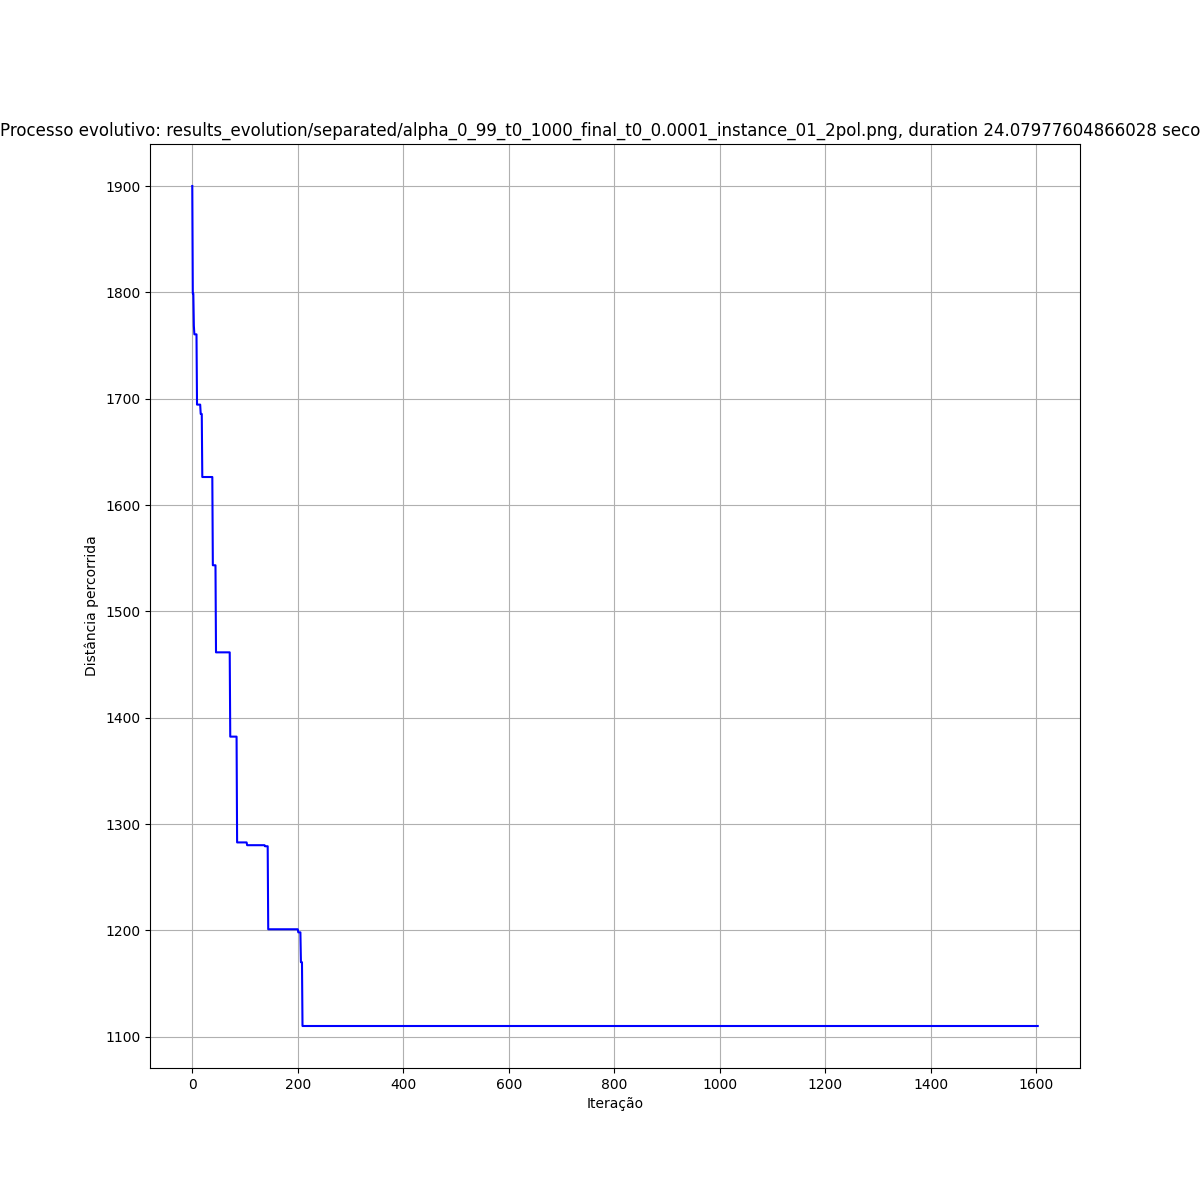 Processo evolutivo: results_evolution/separated/alpha_0_99_t0_1000_final_t0_0.0001_instance_01_2pol.png, duration 24.07977604866028 seco
1900
1800
1700
1600
1500
1400
1300
1200
1100
Distância percorrida
0 200 400 600 800 1000 1200 1400 1600
Iteração